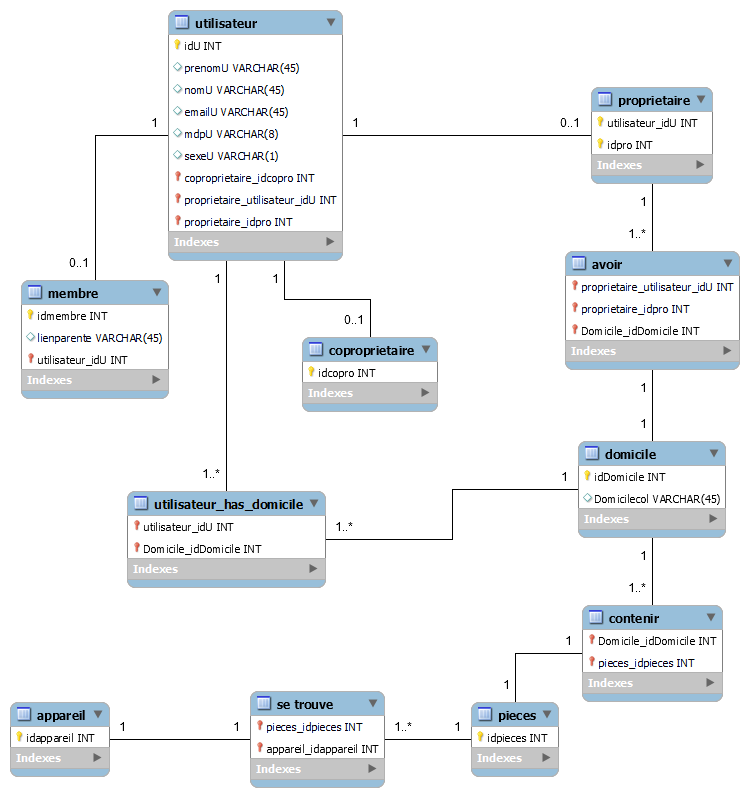 utilisateur
idU INT
prenomU VARCHAR(45)
nomU VARCHAR(45)
emailU VARCHAR(45)
mdpU VARCHAR(8)
sexeU VARCHAR(1)
coproprietaire_idcopro INT
proprietaire_utilisateur_idU INT
proprietaire_idpro INT
Indexes
1
0..1
proprietaire
utilisateur_idU INT
idpro INT
Indexes
1
1..*
avoir
proprietaire_utilisateur_idU INT
proprietaire_idpro INT
Domicile_idDomicile INT
Indexes
1
1
1
0..1
membre
idmembre INT
lienparente VARCHAR(45)
utilisateur_idU INT
Indexes
1
0..1
coproprietaire
idcopro INT
Indexes
1
1..*
domicile
idDomicile INT
Domicilecol VARCHAR(45)
Indexes
utilisateur_has_domicile
utilisateur_idU INT
Domicile_idDomicile INT
Indexes
1..*
1
1
1..*
contenir
Domicile_idDomicile INT
pieces_idpieces INT
Indexes
1
1
appareil
idappareil INT
Indexes
1
1
se trouve
pieces_idpieces INT
appareil_idappareil INT
Indexes
1..*
1
pieces
idpieces INT
Indexes